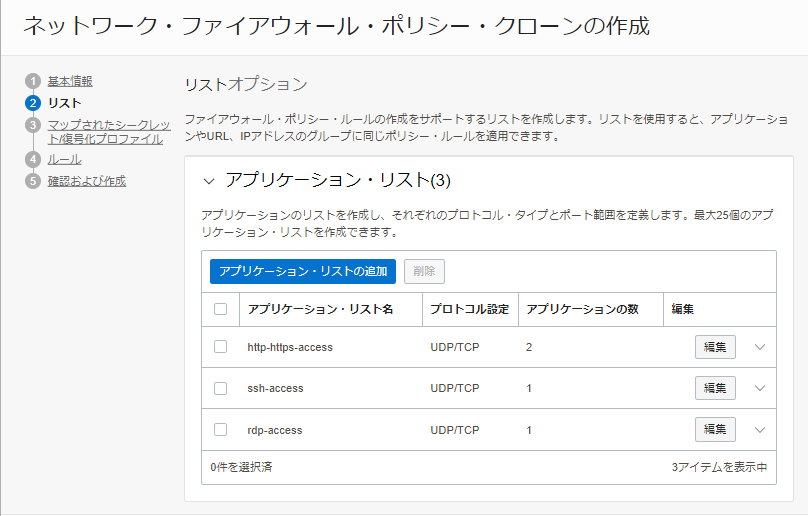 ネットワーク・ファイアウォール・ポリシー・クローンの作成
1 基本情報
2 リスト
3 マップされたシークレッ
ト/復号化プロファイル
4 ルール
5 確認および作成
リストオプション
ファイアウォール・ポリシー・ルールの作成をサポートするリストを作成します。リストを使用すると、アプリケーション
やURL、IPアドレスのグループに同じポリシー・ルールを適用できます。
アプリケーション・リスト(3)
アプリケーションのリストを作成し、それぞれのプロトコル・タイプとポート範囲を定義します。最大25個のアプ
リケーション・リストを作成できます。
アプリケーション・リストの追加 削除
アプリケーション・リスト名 プロトコル設定 アプリケーションの数 編集
http-https-access UDP/TCP 2 編集
ssh-access UDP/TCP 1 編集
rdp-access UDP/TCP 1 編集
0件を選択済 3アイテムを表示中